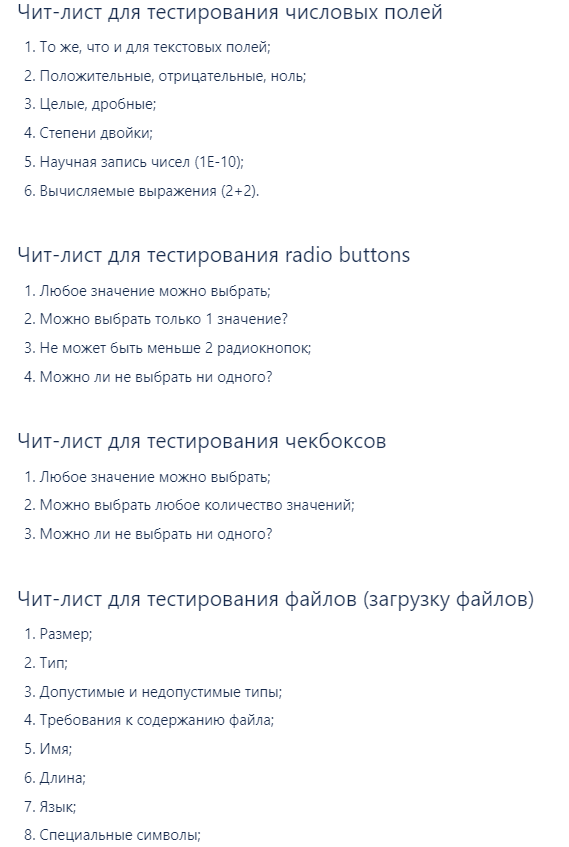 Чит-лист для тестирования числовых полей
1. То же, что и для текстовых полей;
2. Положительные, отрицательные, ноль;
3. Целые, дробные;
4. Степени двойки;
5. Научная запись чисел (1E-10);
6. Вычисляемые выражения (2+2).
Чит-лист для тестирования radio buttons
1. Любое значение можно выбрать;
2. Можно выбрать только 1 значение?
3. Не может быть меньше 2 радиокнопок;
4. Можно ли не выбрать ни одного?
Чит-лист для тестирования чекбоксов
1. Любое значение можно выбрать;
2. Можно выбрать любое количество значений;
3. Можно ли не выбрать ни одного?
Чит-лист для тестирования файлов (загрузку файлов)
1. Размер;
2. Тип;
3. Допустимые и недопустимые типы;
4. Требования к содержанию файла;
5. Имя;
6. Длина;
7. Язык;
8. Специальные символы;